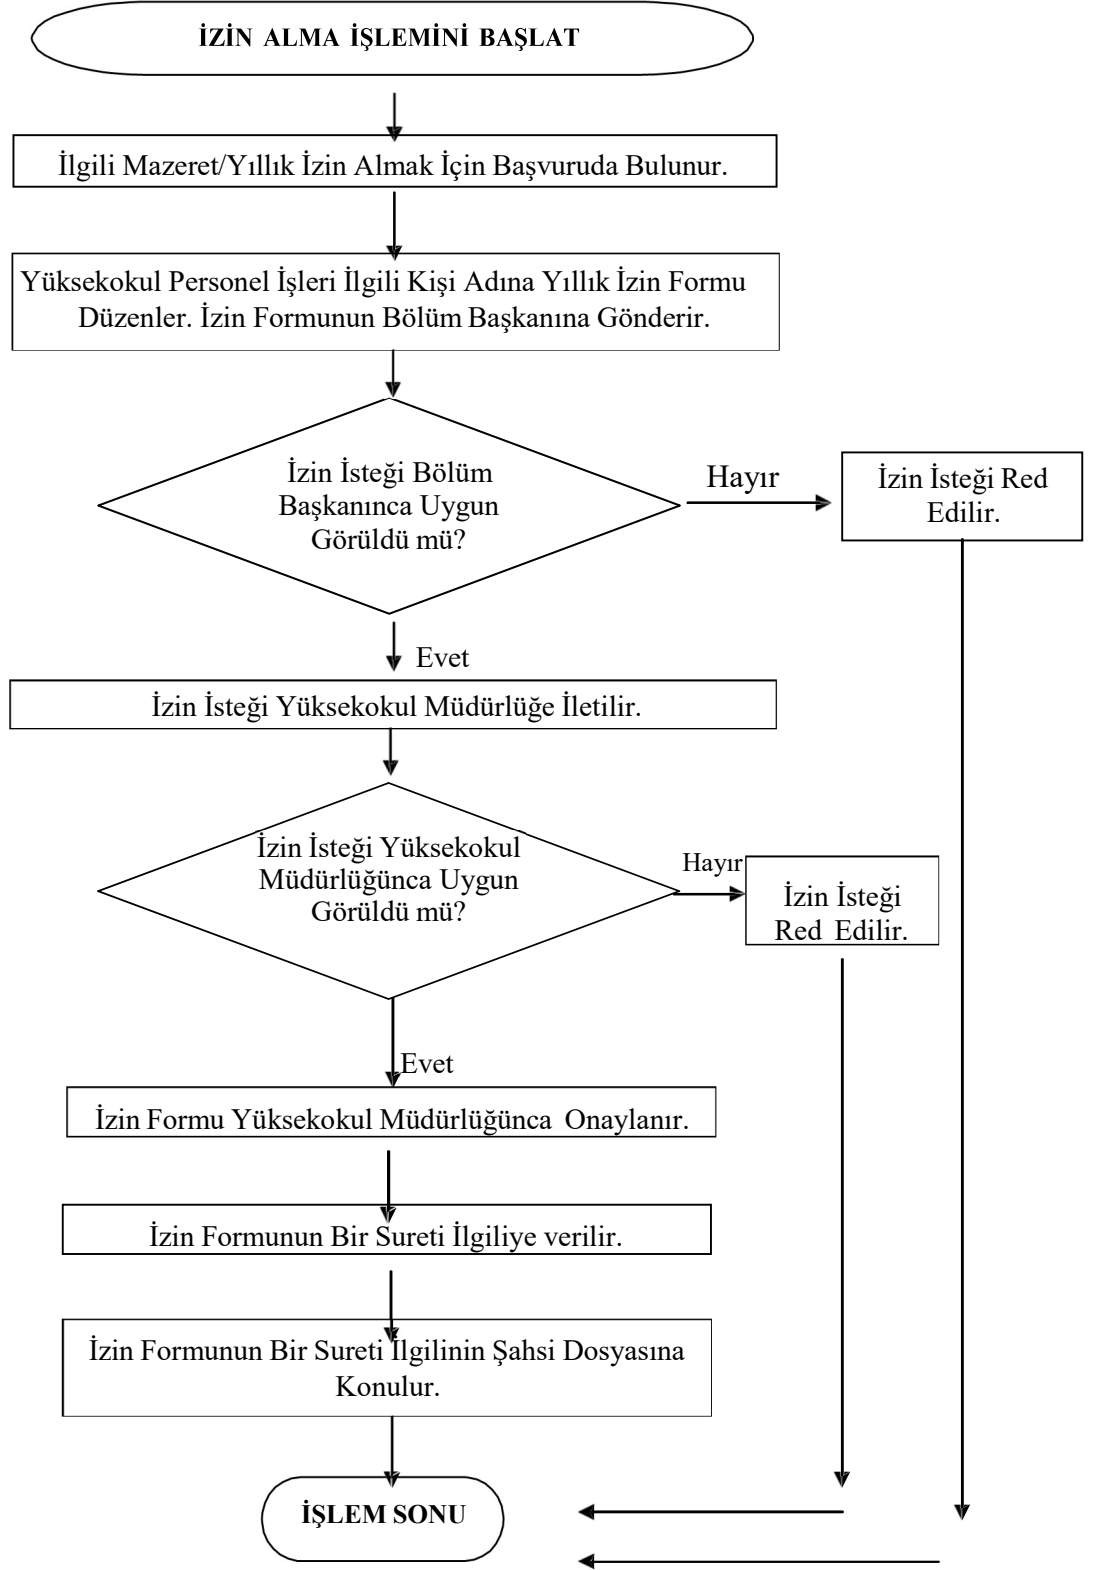 İZİN ALMA İŞLEMİNİ BAŞLAT
İlgili Mazeret/Yıllık İzin Almak İçin Başvuruda Bulunur.
Yüksekokul Personel İşleri İlgili Kişi Adına Yıllık İzin Formu
Düzenler. İzin Formunun Bölüm Başkanına Gönderir.
İzin İsteği Bölüm
Başkanınca Uygun
Görüldü mü?
Hayır
İzin İsteği Red
Edilir.
Evet
İzin İsteği Yüksekokul Müdürlüğe İletilir.
İzin İsteği Yüksekokul
Müdürlüğünca Uygun
Görüldü mü?
Hayır
İzin İsteği
Red Edilir.
Evet
İzin Formu Yüksekokul Müdürlüğünca Onaylanır.
İzin Formunun Bir Sureti İlgiliye verilir.
İzin Formunun Bir Sureti İlgilinin Şahsi Dosyasına
Konulur.
İŞLEM SONU